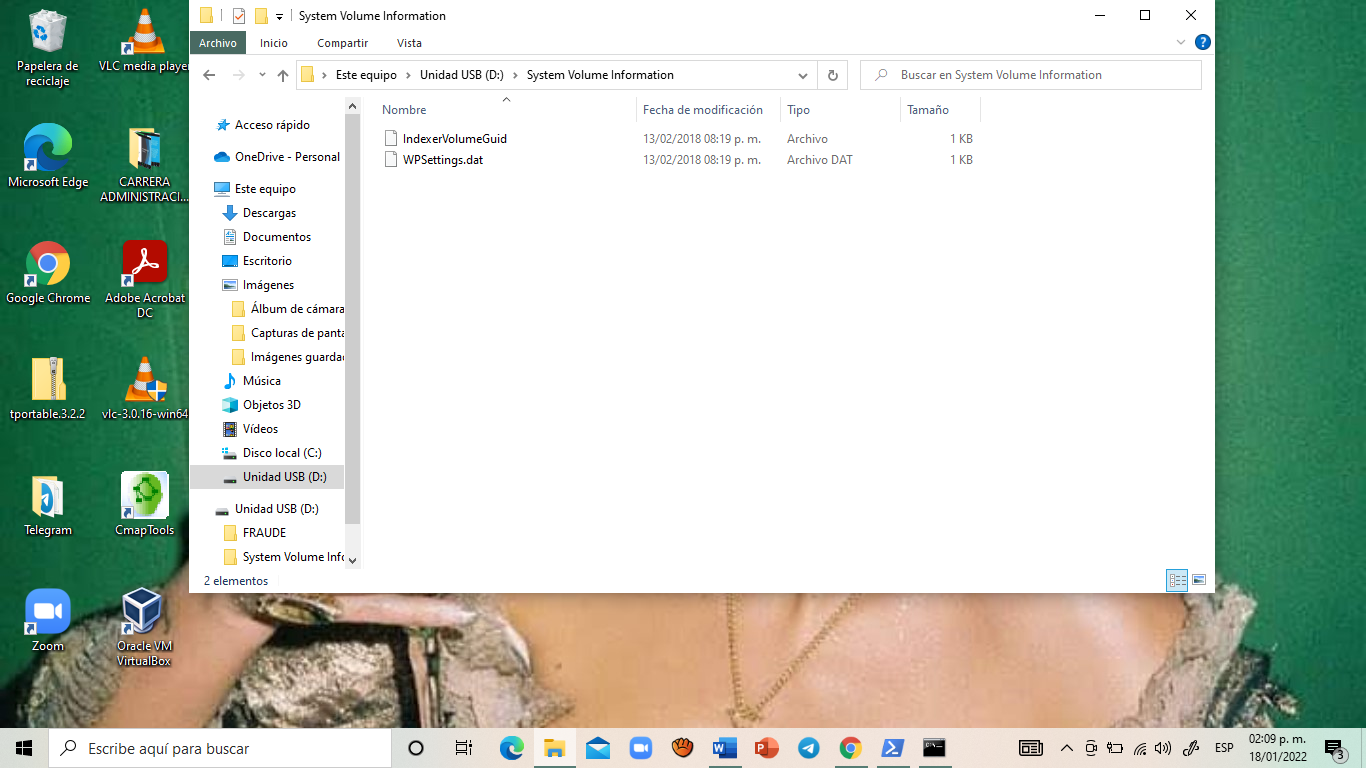 Papelera de
reciclaje
VLC media player
Microsoft Edge
CARRERA
ADMINISTRACI...
Google Chrome
Adobe Acrobat
DC
tportable.3.2.2
vlc-3.0.16-win64
Telegram
CmapTools
Zoom
Oracle VM
VirtualBox
System Volume Information
Archivo Inicio Compartir Vista
Este equipo Unidad USB (D:) System Volume Information
Buscar en System Volume Information
Acceso rápido
OneDrive - Personal
Este equipo
Descargas
Documentos
Escritorio
Imágenes
Álbum de cámara
Capturas de panta
Imágenes guardad
Música
Objetos 3D
Vídeos
Disco local (C:)
Unidad USB (D:)
Unidad USB (D:)
FRAUDE
System Volume Info
Nombre Fecha de modificación Tipo Tamaño
IndexerVolumeGuid 13/02/2018 08:19 p. m. Archivo 1 KB
WPSettings.dat 13/02/2018 08:19 p. m. Archivo DAT 1 KB
2 elementos
Escribe aquí para buscar
ESP
02:09 p. m.
18/01/2022
3